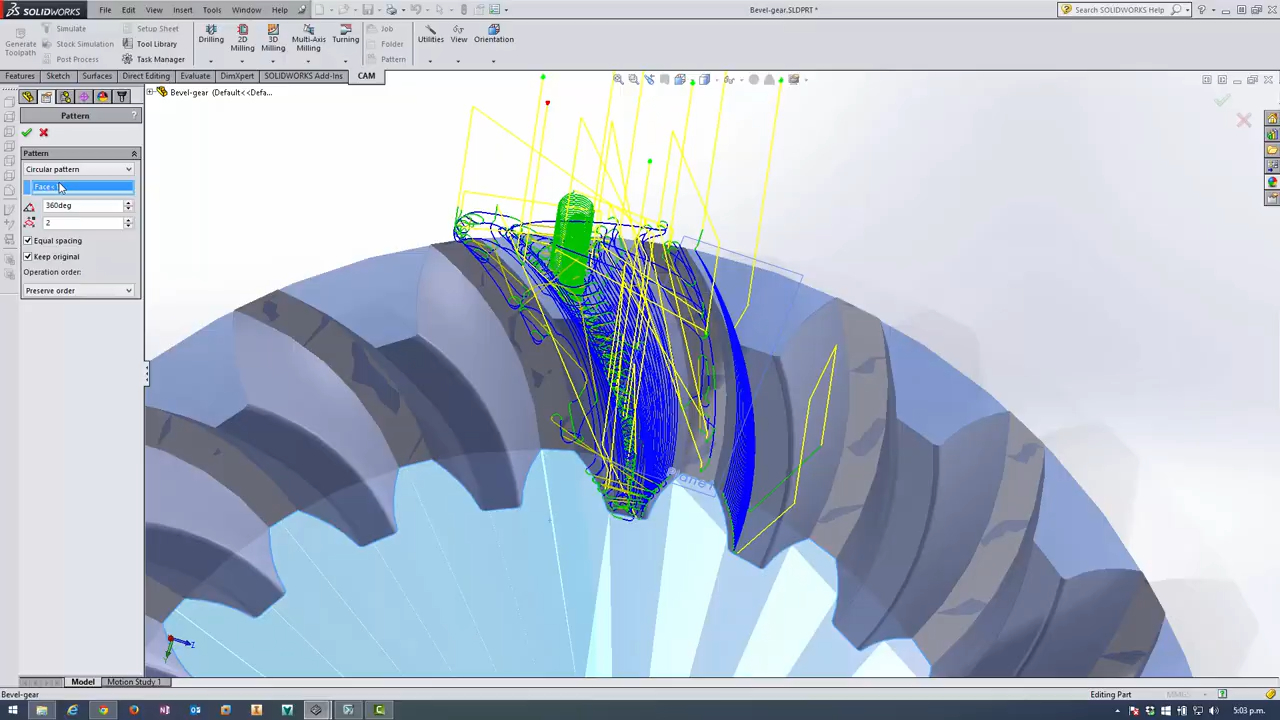 SOLIDWORKS File Edit View Insert Tools Window Help Bevel-gear.SLDPRT * Search SOLIDWORKS Help
Generate Toolpath
Simulate
Stock Simulation
Post Process
Setup Sheet
Tool Library
Task Manager
Drilling
2D Milling
3D Milling
Multi-Axis Milling
Turning
Job
Folder
Pattern
Utilities
View
Orientation
Features Sketch Surfaces Direct Editing Evaluate DimXpert SOLIDWORKS Add-Ins CAM
Bevel-gear (Default<<Defa...
Pattern ?
Pattern
Circular pattern
360deg
2
Equal spacing
Keep original
Operation order:
Preserve order
Model Motion Study 1
Bevel-gear Editing Part MMGS
5:03 p.m.